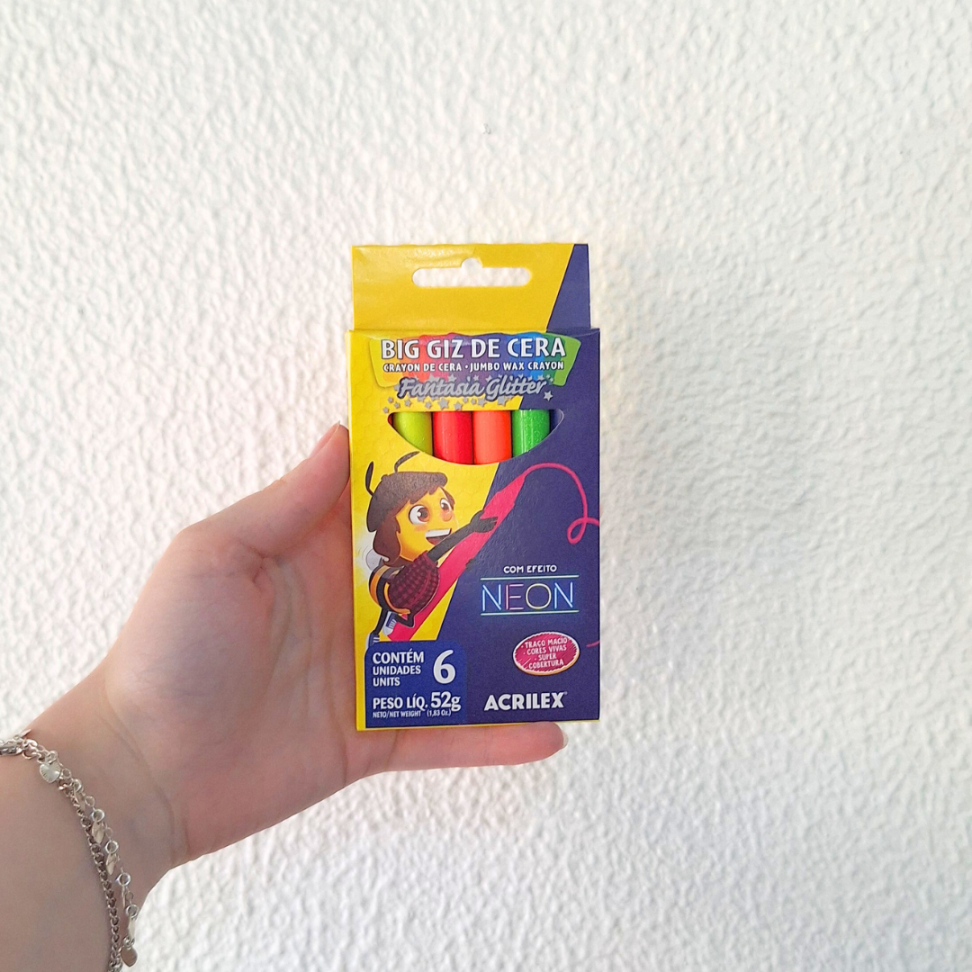 BIG GIZ DE CERA
CRAYON DE CERA • JUMBO WAX CRAYON
Fantasia Glitter
COM EFEITO
NEON
• TRAÇO MACIO
• CORES VIVAS
• SUPER
COBERTURA
CONTÉM
UNIDADES
UNITS
6
PESO LÍQ. 52g
NETO/NET WEIGHT (1,83 Oz.)
ACRILEX